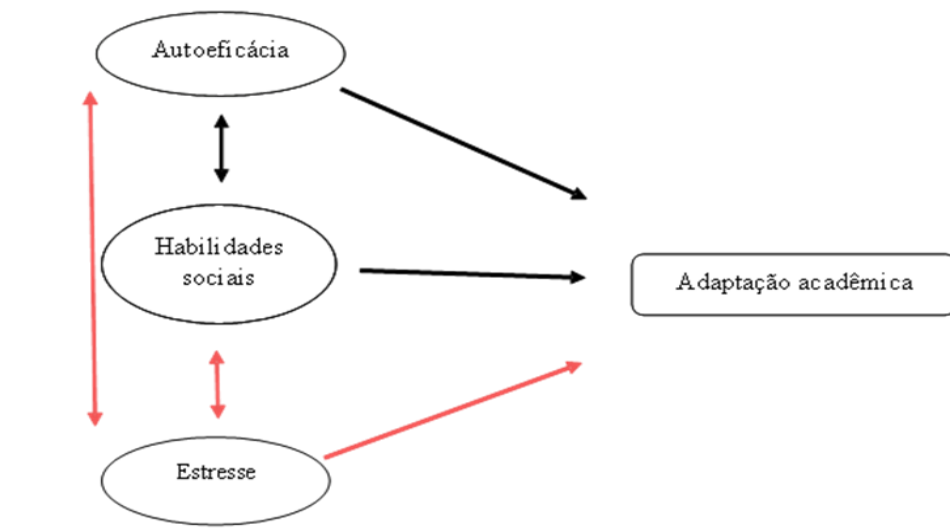 Autoeficácia
Habilidades
sociais
Adaptação acadêmica
Estresse